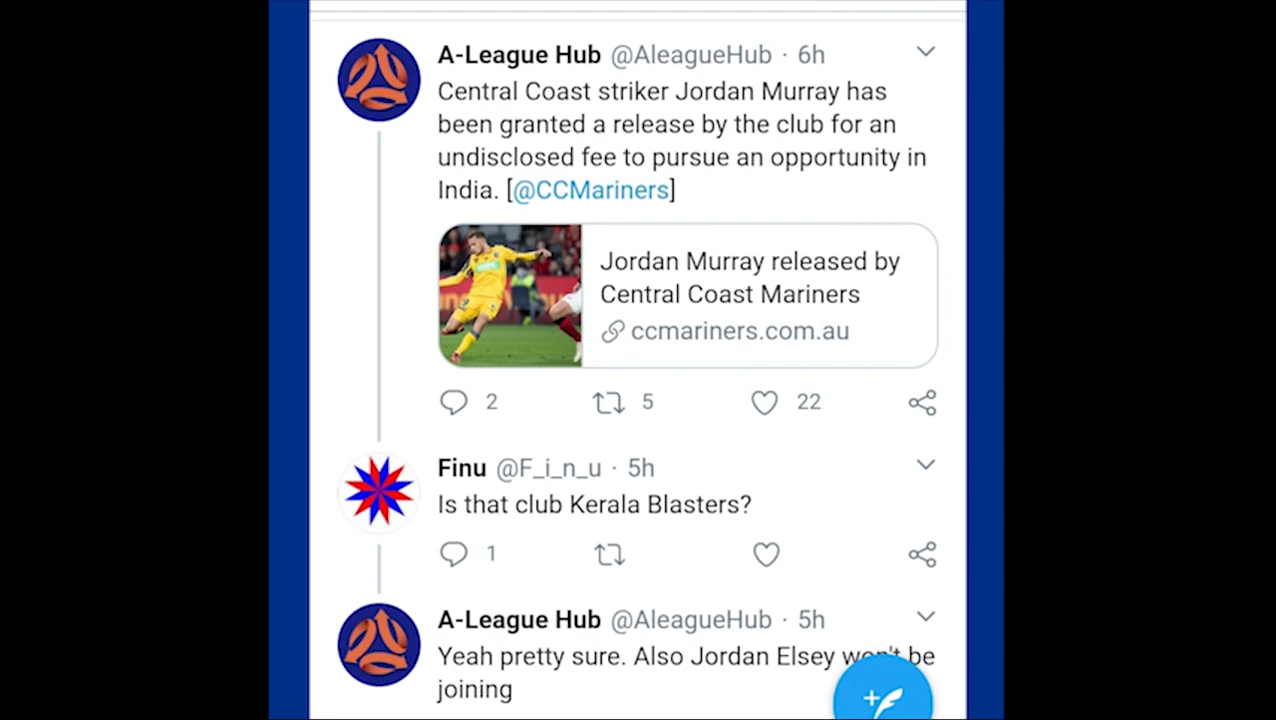 A-League Hub @AleagueHub · 6h
Central Coast striker Jordan Murray has
been granted a release by the club for an
undisclosed fee to pursue an opportunity in
India. [@CCMariners]
Jordan Murray released by
Central Coast Mariners
ccmariners.com.au
2 5 22
Finu @F_i_n_u · 5h
Is that club Kerala Blasters?
1
A-League Hub @AleagueHub · 5h
Yeah pretty sure. Also Jordan Elsey won't be
joining